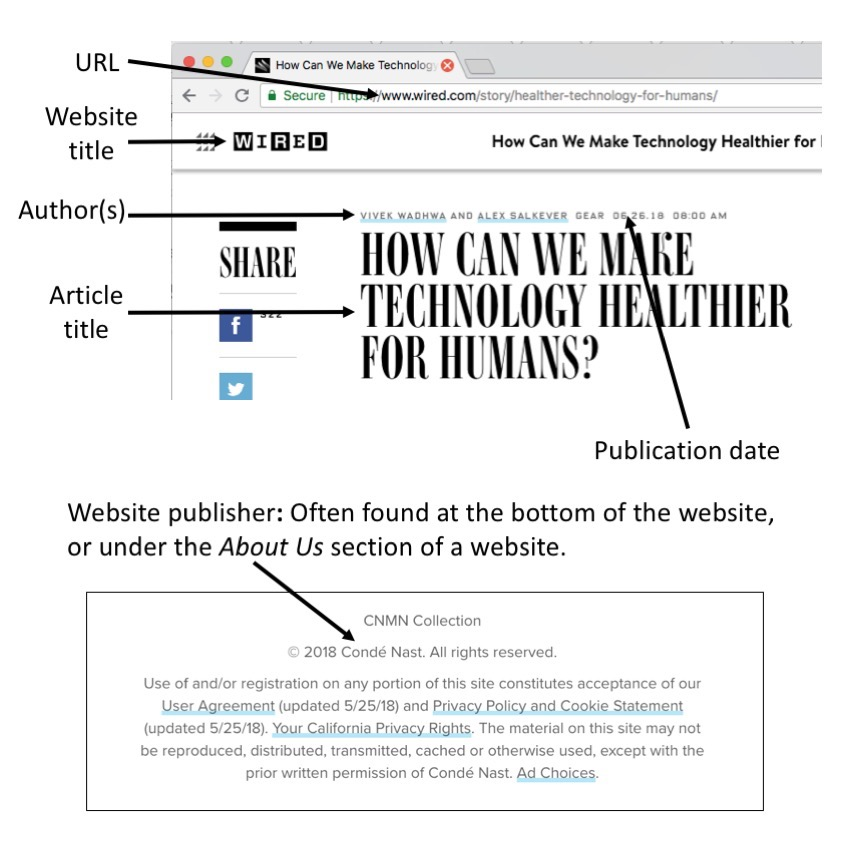 URL
How Can We Make Technology
Secure | https://www.wired.com/story/healther-technology-for-humans/
Website
title
WIRED
How Can We Make Technology Healthier for
Author(s)
VIVEK WADHWA AND ALEX SALKEVER GEAR 06.26.18 08:00 AM
SHARE
HOW CAN WE MAKE
TECHNOLOGY HEALTHIER
FOR HUMANS?
Article
title
f
Publication date
Website publisher: Often found at the bottom of the website,
or under the About Us section of a website.
CNMN Collection
© 2018 Condé Nast. All rights reserved.
Use of and/or registration on any portion of this site constitutes acceptance of our
User Agreement (updated 5/25/18) and Privacy Policy and Cookie Statement
(updated 5/25/18). Your California Privacy Rights. The material on this site may not
be reproduced, distributed, transmitted, cached or otherwise used, except with the
prior written permission of Condé Nast. Ad Choices.